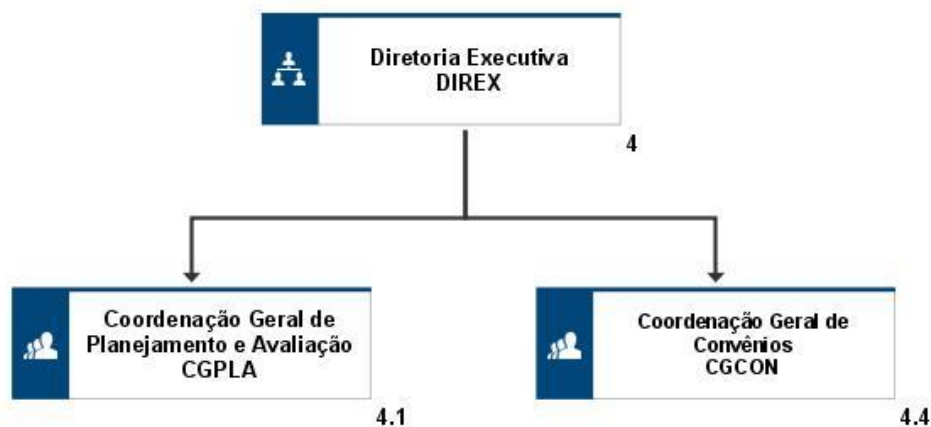 Diretoria Executiva
DIREX
4
Coordenação Geral de
Planejamento e Avaliação
CGPLA
4.1
Coordenação Geral de
Convênios
CGCON
4.4